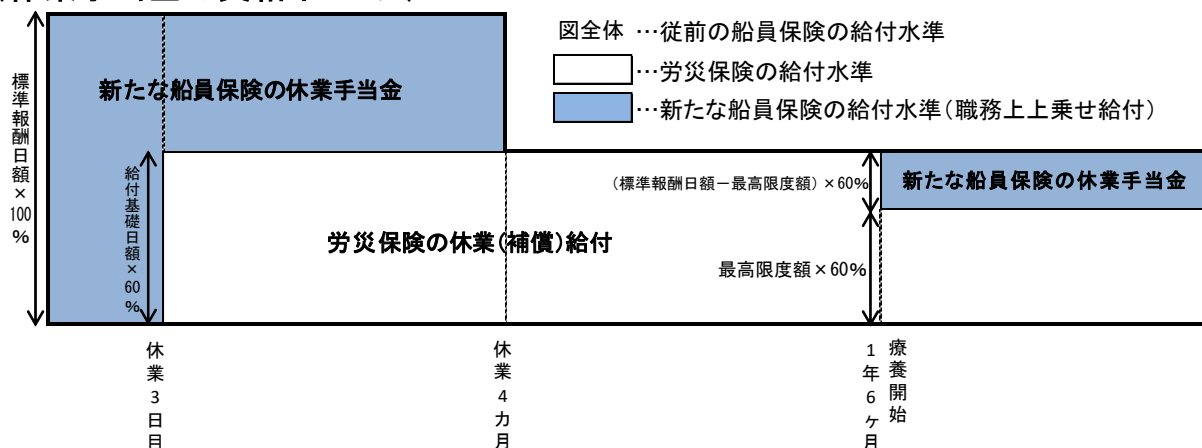 図全体 …従前の船員保険の給付水準
…労災保険の給付水準
…新たな船員保険の給付水準(職務上上乗せ給付)
標準報酬日額×100%
新たな船員保険の休業手当金
給付基礎日額×60%
労災保険の休業(補償)給付
(標準報酬日額－最高限度額)×60%
新たな船員保険の休業手当金
最高限度額×60%
休業3日目
休業4カ月
療養開始
1年6ヶ月